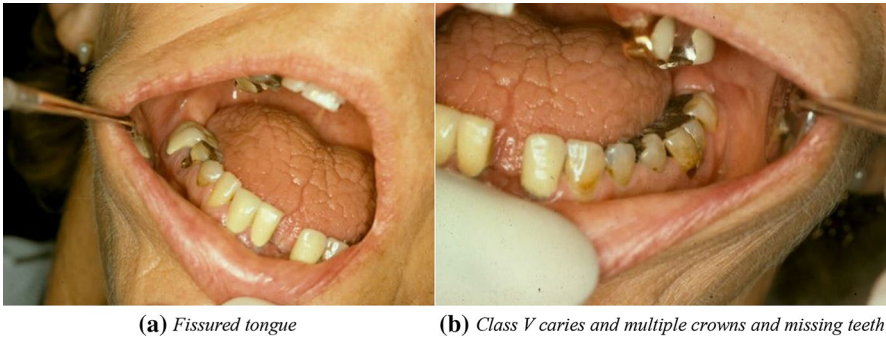 (a) Fissured tongue
(b) Class V caries and multiple crowns and missing teeth